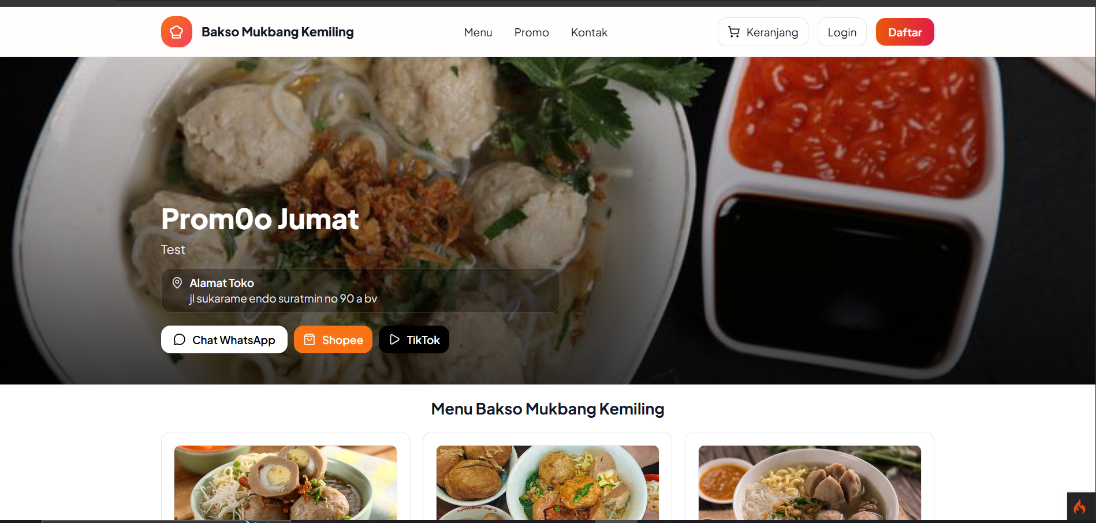 Bakso Mukbang Kemiling
Menu
Promo
Kontak
Keranjang
Login
Daftar
Prom0o Jumat
Test
Alamat Toko
jl sukarame endo suratmin no 90 a bv
Chat WhatsApp
Shopee
TikTok
Menu Bakso Mukbang Kemiling